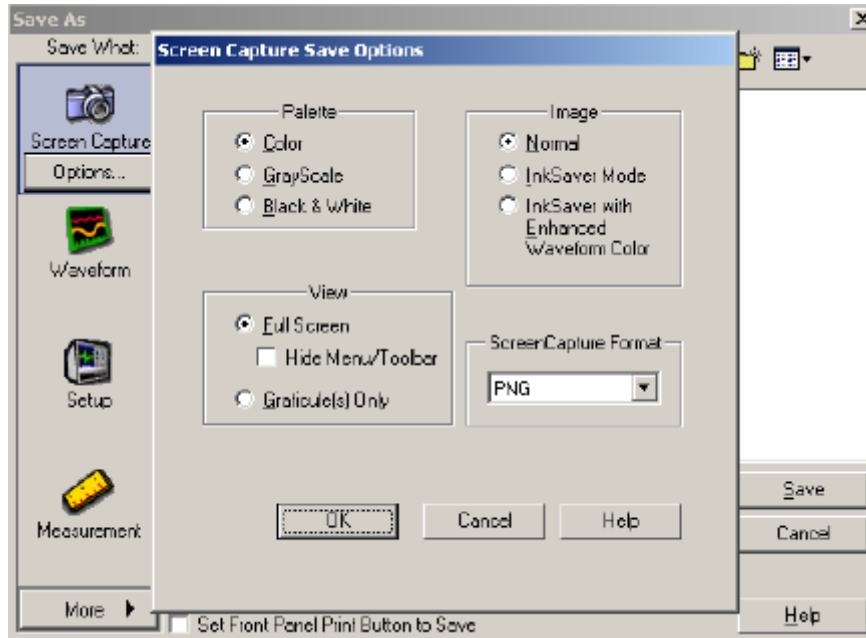 Save As
Save What:
Screen Capture
Options...
Waveform
Setup
Measurement
More
Screen Capture Save Options
Palette
Color
GrayScale
Black & White
Image
Normal
InkSaver Mode
InkSaver with
Enhanced
Waveform Color
View
Full Screen
Hide Menu/Toolbar
Graticule(s) Only
ScreenCapture Format
PNG
OK
Cancel
Help
Save
Cancel
Help
Set Front Panel Print Button to Save